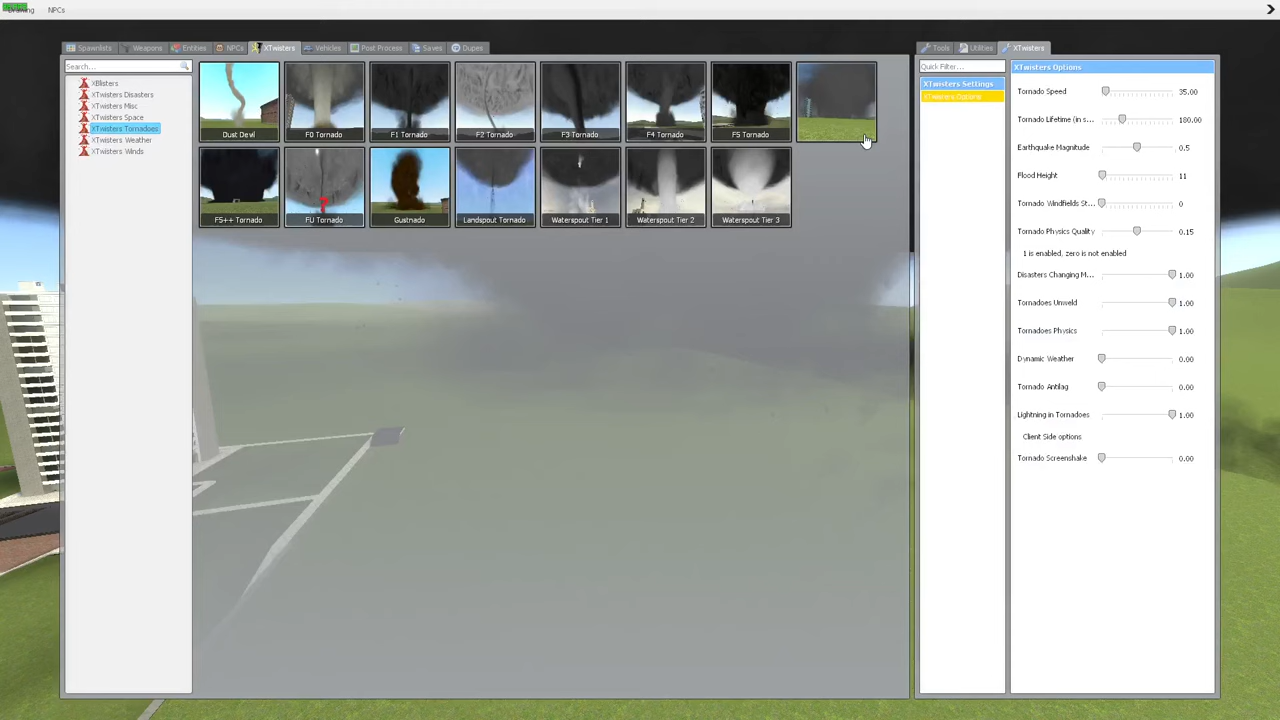 Drawing NPCs
Spawnlists Weapons Entities NPCs XTwisters Vehicles Post Process Saves Dupes
Tools Utilities XTwisters
Search...
XBlisters
XTwisters Disasters
XTwisters Misc
XTwisters Space
XTwisters Tornadoes
XTwisters Weather
XTwisters Winds
Dust Devil F0 Tornado F1 Tornado F2 Tornado F3 Tornado F4 Tornado F5 Tornado
F5++ Tornado FU Tornado Gustnado Landspout Tornado Waterspout Tier 1 Waterspout Tier 2 Waterspout Tier 3
Quick Filter...
XTwisters Settings
XTwisters Options
XTwisters Options
Tornado Speed 35.00
Tornado Lifetime (in s... 180.00
Earthquake Magnitude 0.5
Flood Height 11
Tornado Windfields St... 0
Tornado Physics Quality 0.15
1 is enabled, zero is not enabled
Disasters Changing M... 1.00
Tornadoes Unweld 1.00
Tornadoes Physics 1.00
Dynamic Weather 0.00
Tornado Antilag 0.00
Lightning in Tornadoes 1.00
Client Side options
Tornado Screenshake 0.00